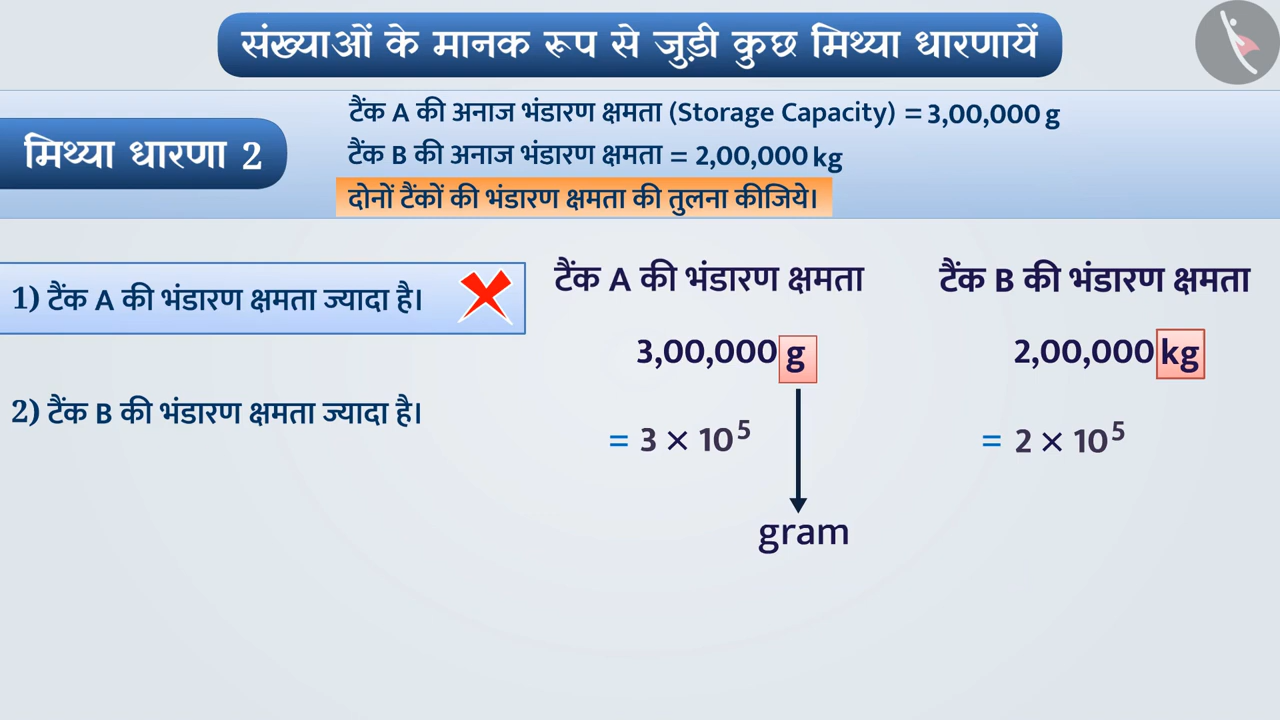 संख्याओं के मानक रूप से जुड़ी कुछ मिथ्या धारणायें
मिथ्या धारणा 2
टैंक A की अनाज भंडारण क्षमता (Storage Capacity) = 3,00,000 g
टैंक B की अनाज भंडारण क्षमता = 2,00,000 kg
दोनों टैंकों की भंडारण क्षमता की तुलना कीजिये।
1) टैंक A की भंडारण क्षमता ज्यादा है।
2) टैंक B की भंडारण क्षमता ज्यादा है।
टैंक A की भंडारण क्षमता
3,00,000 g
= 3 × 10⁵
gram
टैंक B की भंडारण क्षमता
2,00,000 kg
= 2 × 10⁵